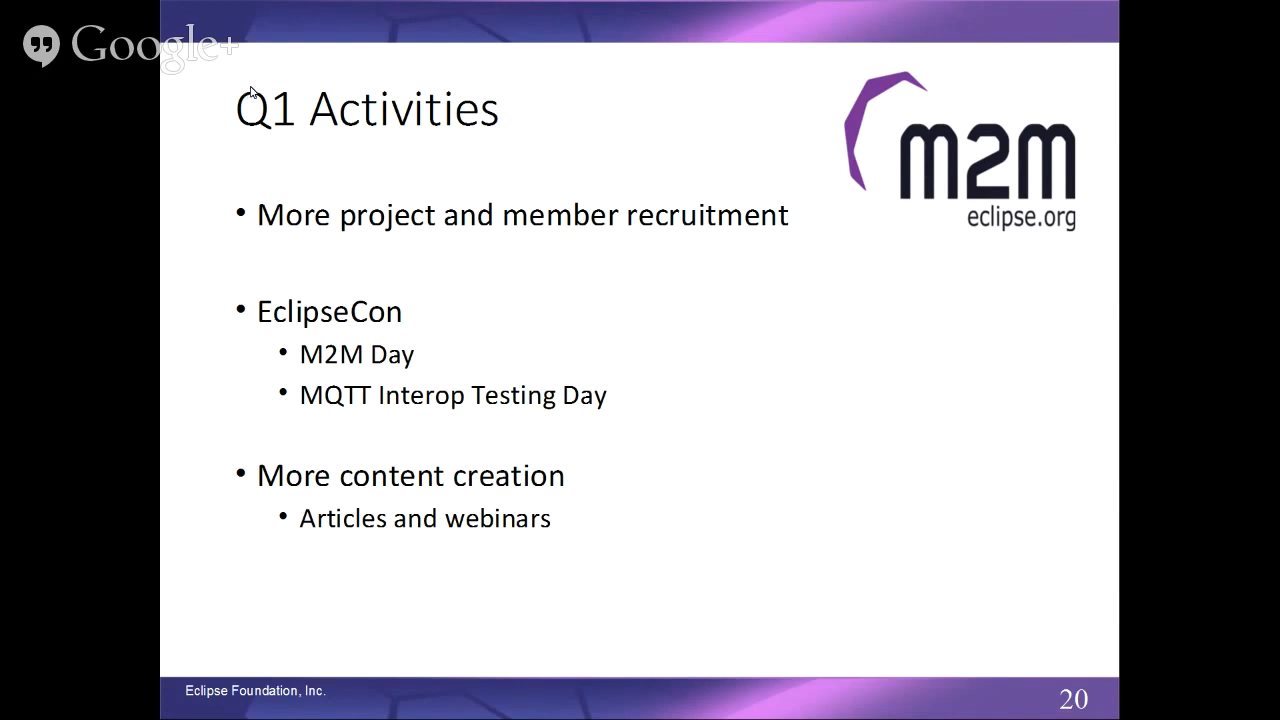 Google+
Q1 Activities
m2m
eclipse.org
• More project and member recruitment
• EclipseCon
• M2M Day
• MQTT Interop Testing Day
• More content creation
• Articles and webinars
Eclipse Foundation, Inc.
20